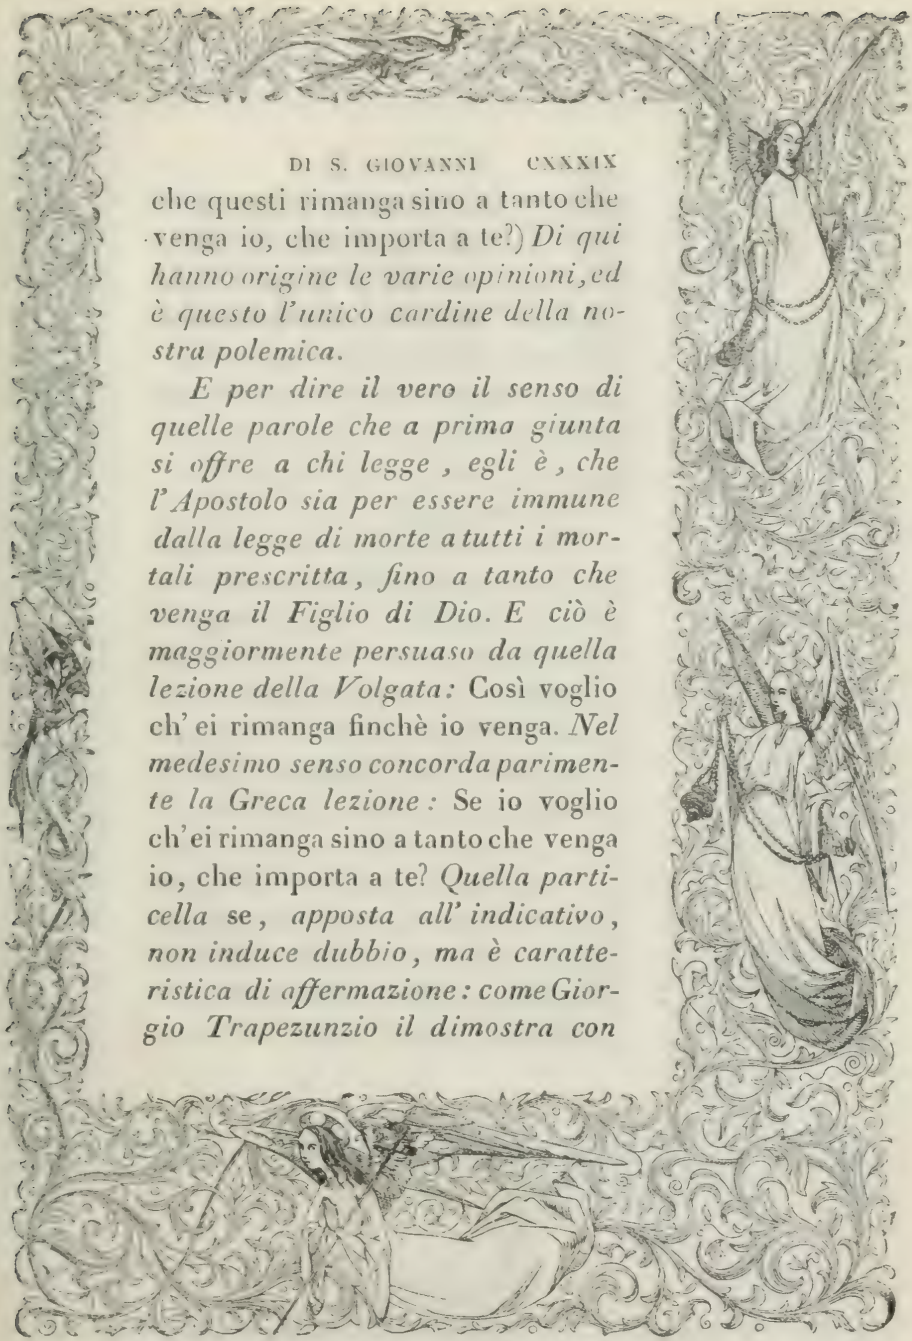 DI S. GIOVANNI CXXXIX
che questi rimanga sino a tanto che
venga io, che importa a te?) Di qui
hanno origine le varie opinioni, ed
è questo l'unico cardine della no-
stra polemica.
E per dire il vero il senso di
quelle parole che a prima giunta
si offre a chi legge , egli è , che
l'Apostolo sia per essere immune
dalla legge di morte a tutti i mor-
tali prescritta , fino a tanto che
venga il Figlio di Dio. E ciò è
maggiormente persuaso da quella
lezione della Volgata: Così voglio
ch' ei rimanga finchè io venga. Nel
medesimo senso concorda parimen-
te la Greca lezione : Se io voglio
ch' ei rimanga sino a tanto che venga
io, che importa a te? Quella parti-
cella se , apposta all' indicativo ,
non induce dubbio , ma è caratte-
ristica di affermazione : come Gior-
gio Trapezunzio il dimostra con